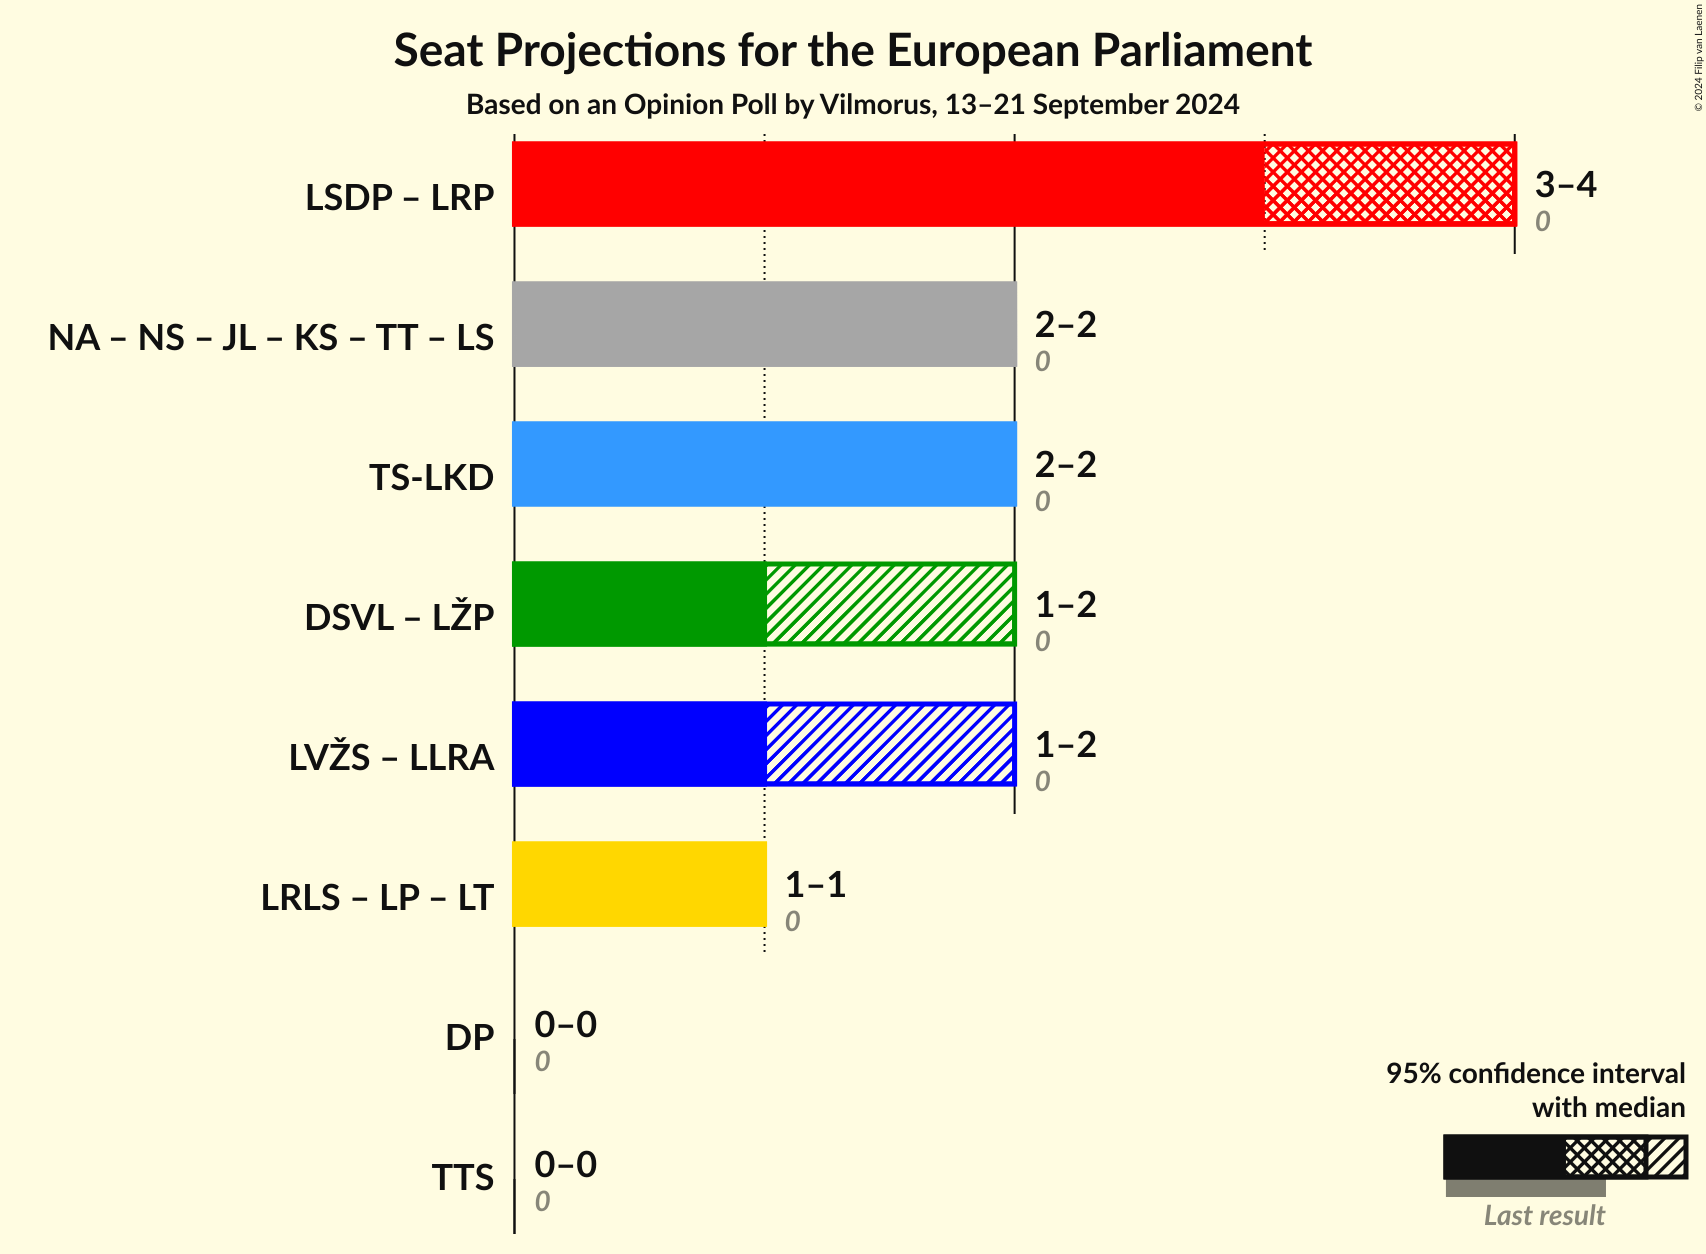 Seat Projections for the European Parliament
Based on an Opinion Poll by Vilmorus, 13–21 September 2024
© 2024 Filip van Laenen
LSDP – LRP
3–4
0
NA – NS – JL – KS – TT – LS
2–2
0
TS-LKD
2–2
0
DSVL – LŽP
1–2
0
LVŽS – LLRA
1–2
0
LRLS – LP – LT
1–1
0
DP
0–0
0
TTS
0–0
0
95% confidence interval
with median
Last result